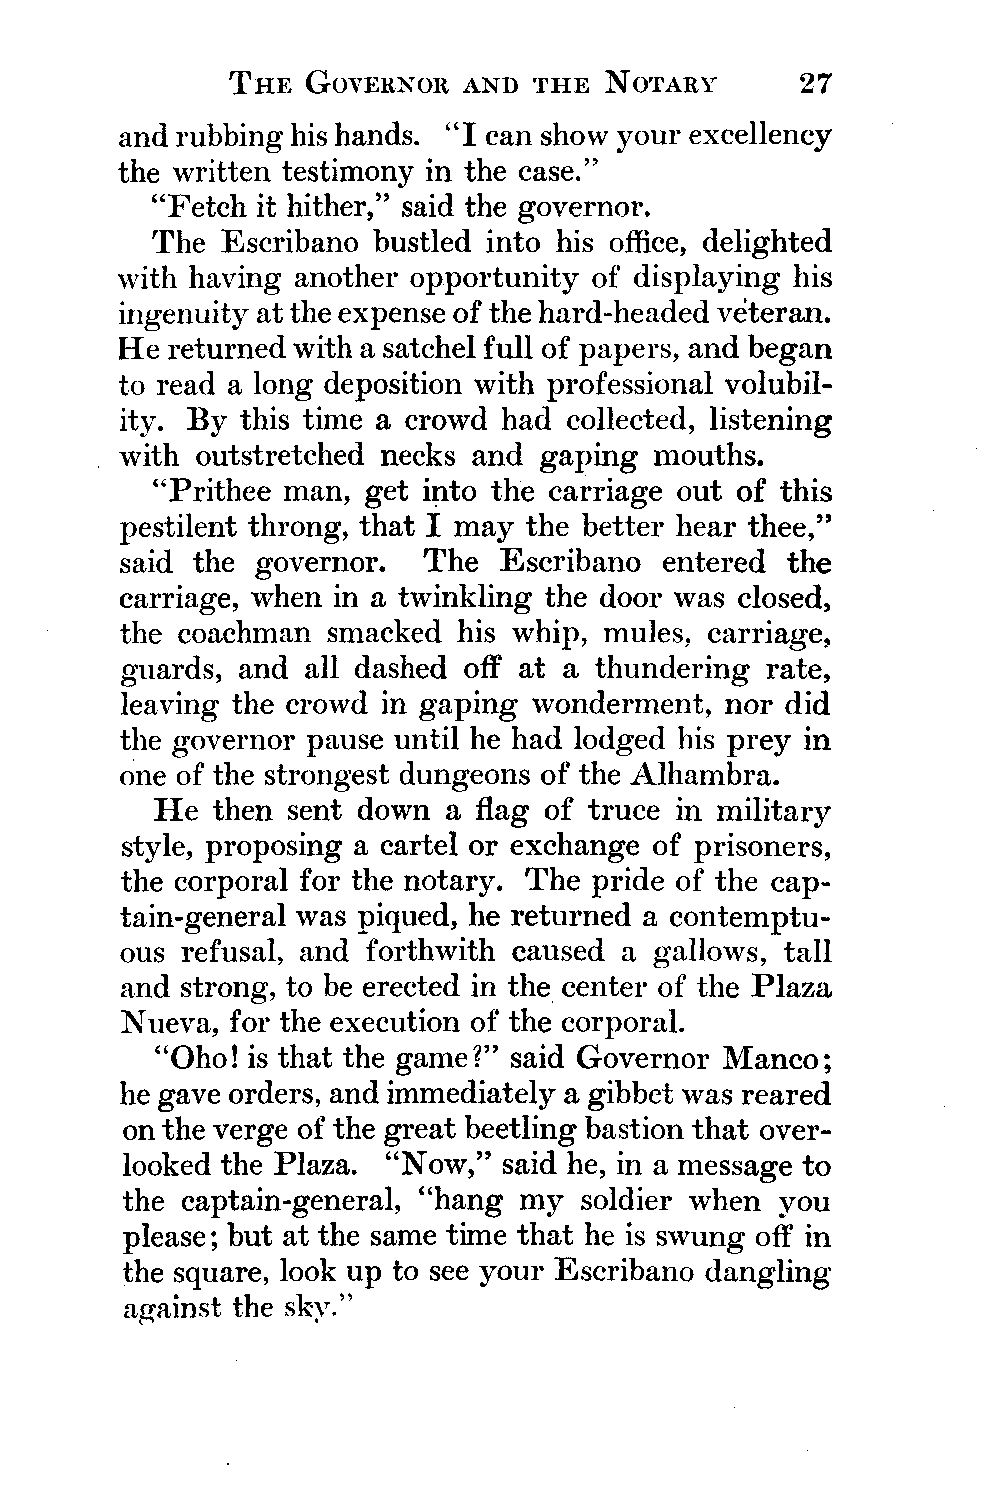 The Governor and the Notary 27
and rubbing his hands. “I can show your excellency
the written testimony in the case.”
“Fetch it hither,” said the governor.
The Escribano bustled into his office, delighted
with having another opportunity of displaying his
ingenuity at the expense of the hard-headed veteran.
He returned with a satchel full of papers, and began
to read a long deposition with professional volubil-
ity. By this time a crowd had collected, listening
with outstretched necks and gaping mouths.
“Prithee man, get into the carriage out of this
pestilent throng, that I may the better hear thee,”
said the governor. The Escribano entered the
carriage, when in a twinkling the door was closed,
the coachman smacked his whip, mules, carriage,
guards, and all dashed off at a thundering rate,
leaving the crowd in gaping wonderment, nor did
the governor pause until he had lodged his prey in
one of the strongest dungeons of the Alhambra.
He then sent down a flag of truce in military
style, proposing a cartel or exchange of prisoners,
the corporal for the notary. The pride of the cap-
tain-general was piqued, he returned a contemptu-
ous refusal, and forthwith caused a gallows, tall
and strong, to be erected in the center of the Plaza
Nueva, for the execution of the corporal.
“Oho! is that the game?” said Governor Manco;
he gave orders, and immediately a gibbet was reared
on the verge of the great beetling bastion that over-
looked the Plaza. “Now,” said he, in a message to
the captain-general, “hang my soldier when you
please; but at the same time that he is swung off in
the square, look up to see your Escribano dangling
against the sky.”